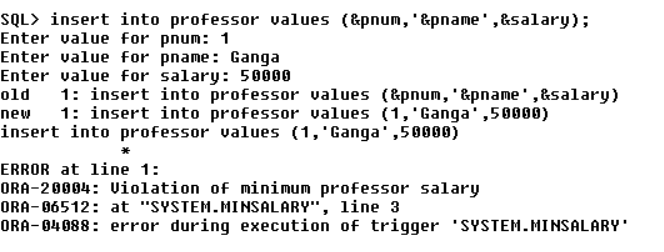 SQL> insert into professor values (&pnum,'&pname',&salary);
Enter value for pnum: 1
Enter value for pname: Ganga
Enter value for salary: 50000
old   1: insert into professor values (&pnum,'&pname',&salary)
new   1: insert into professor values (1,'Ganga',50000)
insert into professor values (1,'Ganga',50000)
            *
ERROR at line 1:
ORA-20004: Violation of minimum professor salary
ORA-06512: at "SYSTEM.MINSALARY", line 3
ORA-04088: error during execution of trigger 'SYSTEM.MINSALARY'